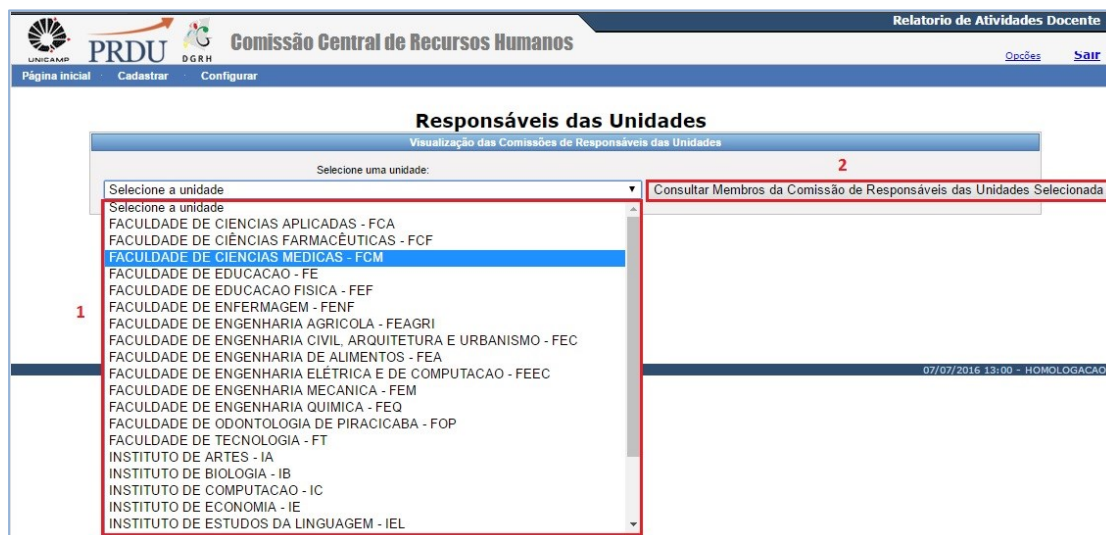 Relatorio de Atividades Docente
UNICAMP
PRDU
DGRH
Comissão Central de Recursos Humanos
Opções Sair
Página inicial Cadastrar Configurar
Responsáveis das Unidades
Visualização das Comissões de Responsáveis das Unidades
Selecione uma unidade:
2
Selecione a unidade
Consultar Membros da Comissão de Responsáveis das Unidades Selecionada
Selecione a unidade
FACULDADE DE CIENCIAS APLICADAS - FCA
FACULDADE DE CIÊNCIAS FARMACÊUTICAS - FCF
FACULDADE DE CIENCIAS MEDICAS - FCM
FACULDADE DE EDUCACAO - FE
FACULDADE DE EDUCACAO FISICA - FEF
1
FACULDADE DE ENFERMAGEM - FENF
FACULDADE DE ENGENHARIA AGRICOLA - FEAGRI
FACULDADE DE ENGENHARIA CIVIL, ARQUITETURA E URBANISMO - FEC
FACULDADE DE ENGENHARIA DE ALIMENTOS - FEA
FACULDADE DE ENGENHARIA ELÉTRICA E DE COMPUTACAO - FEEC
07/07/2016 13:00 - HOMOLOGACAO
FACULDADE DE ENGENHARIA MECANICA - FEM
FACULDADE DE ENGENHARIA QUIMICA - FEQ
FACULDADE DE ODONTOLOGIA DE PIRACICABA - FOP
FACULDADE DE TECNOLOGIA - FT
INSTITUTO DE ARTES - IA
INSTITUTO DE BIOLOGIA - IB
INSTITUTO DE COMPUTACAO - IC
INSTITUTO DE ECONOMIA - IE
INSTITUTO DE ESTUDOS DA LINGUAGEM - IEL